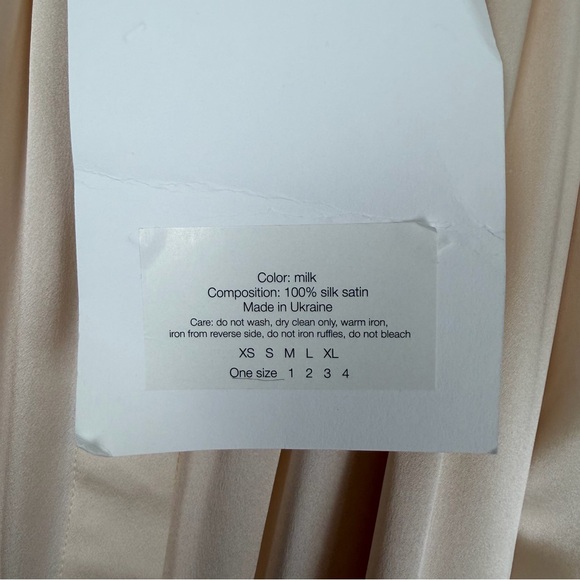 Color: milk
Composition: 100% silk satin
Made in Ukraine
Care: do not wash, dry clean only, warm iron,
iron from reverse side, do not iron ruffles, do not bleach
XS S M L XL
One size 1 2 3 4